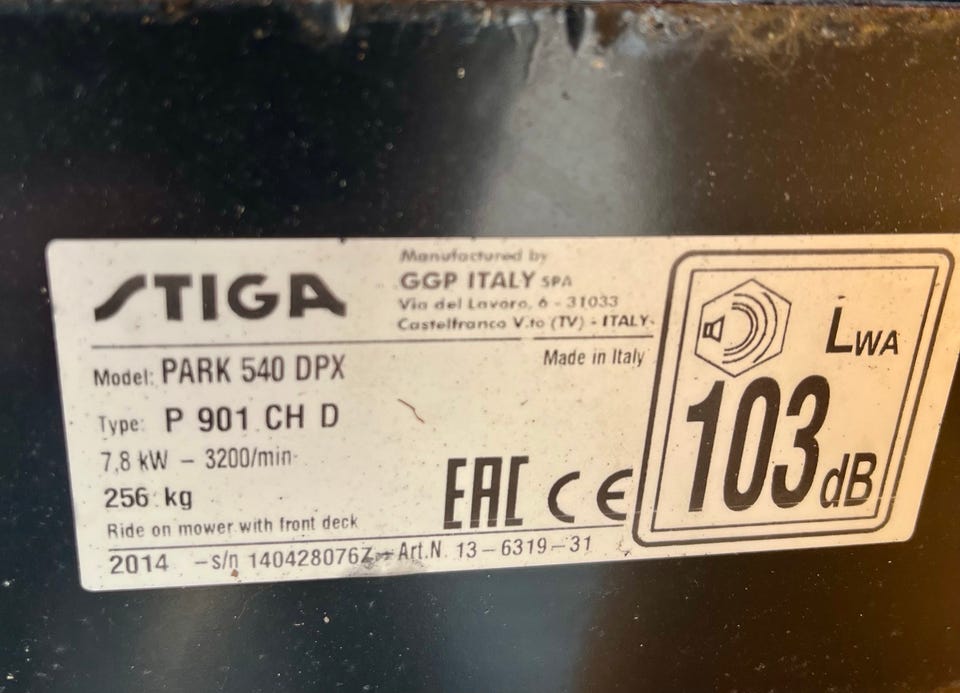 STIGA
Manufactured by
GGP ITALY SPA
Via del Lavoro, 6 - 31033
Castelfranco V.to (TV) - ITALY
Made in Italy
Model: PARK 540 DPX
Type: P 901 CH D
7,8 kW – 3200/min
256 kg
Ride on mower with front deck
EAC CE
2014 – s/n 140428076Z – Art.N. 13-6319-31
LWA
103 dB